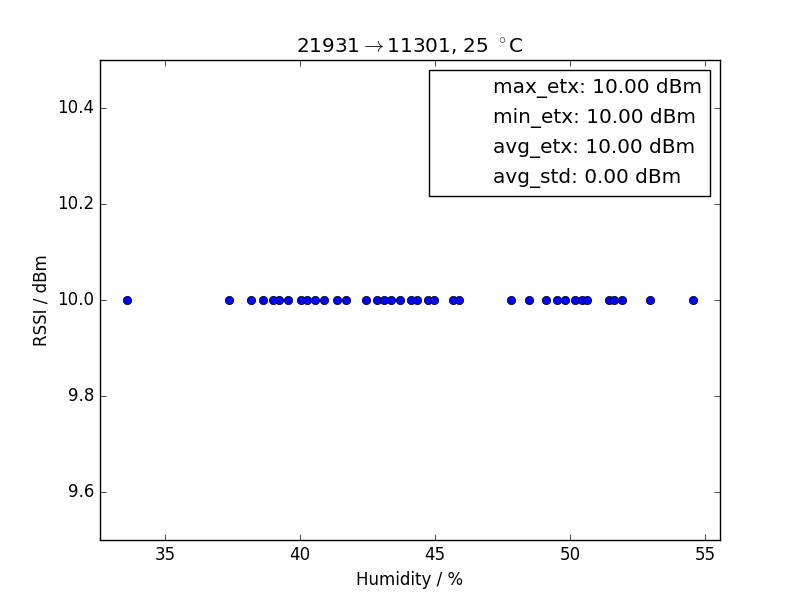 21931→11301, 25 °C
max_etx: 10.00 dBm
min_etx: 10.00 dBm
avg_etx: 10.00 dBm
avg_std: 0.00 dBm
RSSI / dBm
10.4
10.2
10.0
9.8
9.6
35 40 45 50 55
Humidity / %